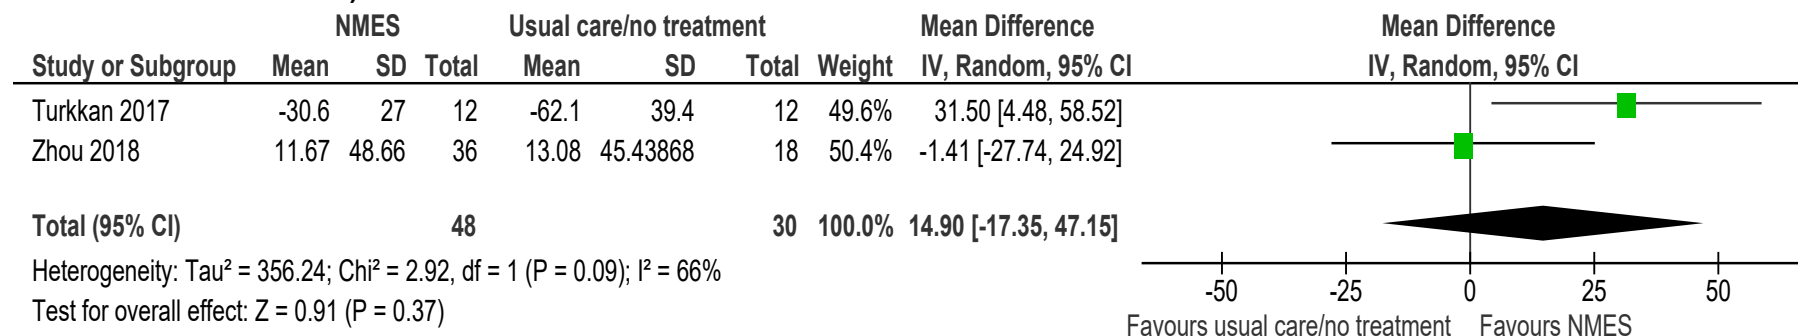 NMES Usual care/no treatment Mean Difference Mean Difference
Study or Subgroup Mean SD Total Mean SD Total Weight IV, Random, 95% CI IV, Random, 95% CI
Turkkan 2017 -30.6 27 12 -62.1 39.4 12 49.6% 31.50 [4.48, 58.52]
Zhou 2018 11.67 48.66 36 13.08 45.43868 18 50.4% -1.41 [-27.74, 24.92]
Total (95% CI) 48 30 100.0% 14.90 [-17.35, 47.15]
Heterogeneity: Tau² = 356.24; Chi² = 2.92, df = 1 (P = 0.09); I² = 66%
Test for overall effect: Z = 0.91 (P = 0.37)
-50 -25 0 25 50
Favours usual care/no treatment Favours NMES